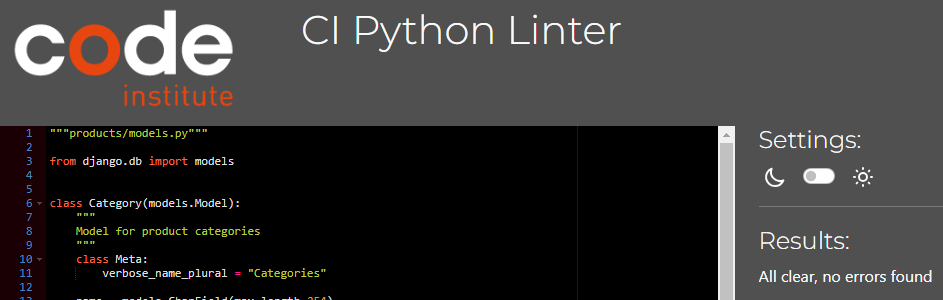 code
institute
CI Python Linter
1 """products/models.py"""
2
3 from django.db import models
4
5
6 class Category(models.Model):
7 """
8 Model for product categories
9 """
10 class Meta:
11 verbose_name_plural = "Categories"
12
Settings:
Results:
All clear, no errors found